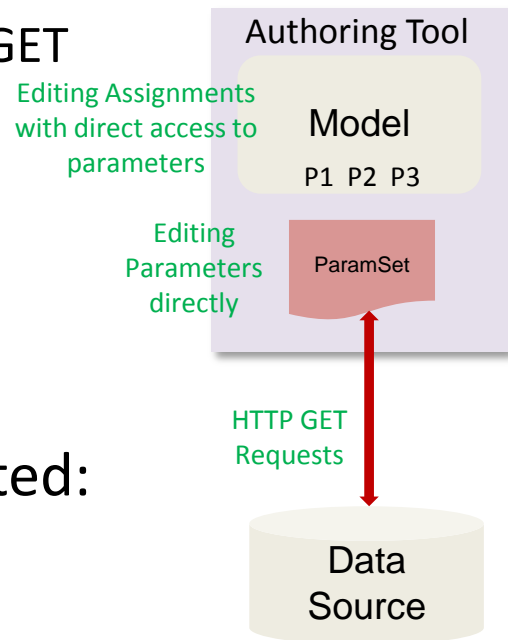 GET
Authoring Tool
Editing Assignments
with direct access to
parameters
Model
P1 P2 P3
Editing
Parameters
directly
ParamSet
HTTP GET
Requests
ted:
Data
Source